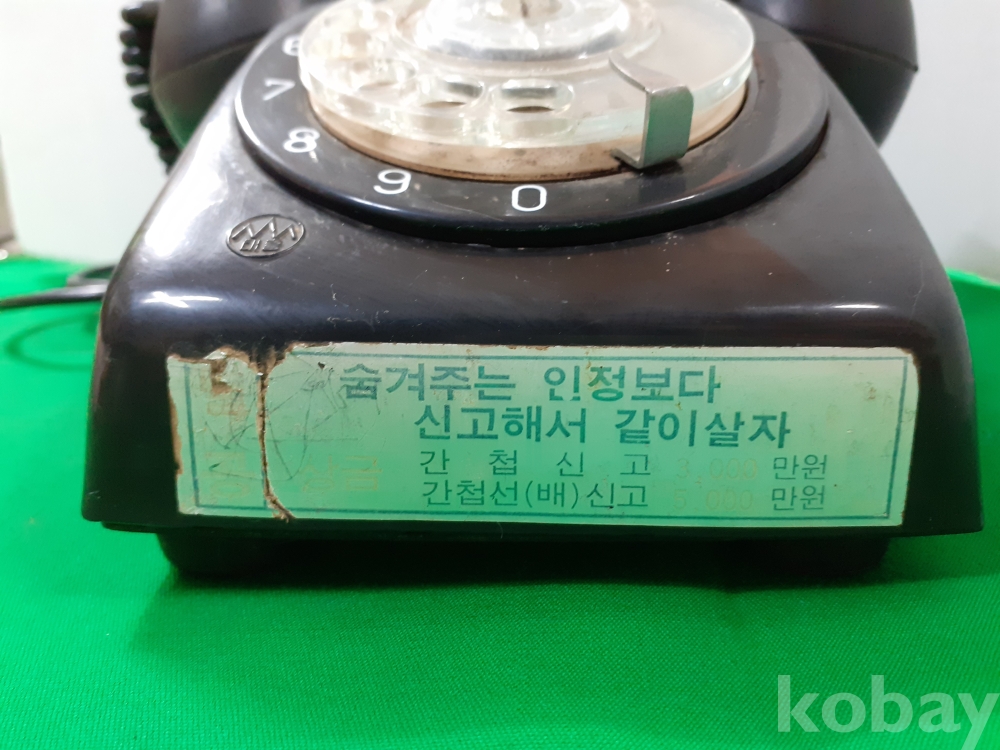 6
7
8
9
0
숨겨주는 인정보다
신고해서 같이살자
상금
간 첩 신 고 3,000 만원
간첩선(배)신고 5,000 만원
kobay